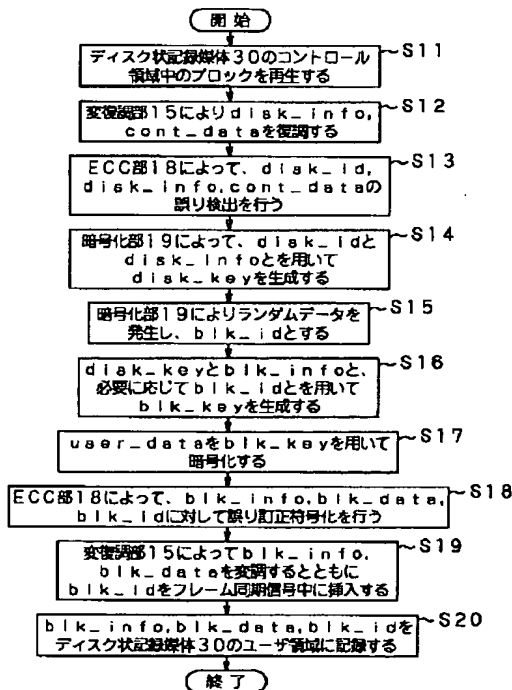 開始
S11
ディスク状記録媒体30のコントロール
領域中のブロックを再生する
S12
変復調部15によりdisk_info,
cont_dataを復調する
S13
ECC部18によって、disk_id,
disk_info,cont_dataの
誤り検出を行う
S14
暗号化部19によって、disk_idと
disk_infoとを用いて
disk_keyを生成する
S15
暗号化部19によりランダムデータを
発生し、blk_idとする
S16
disk_keyとblk_infoと、
必要に応じてblk_idとを用いて
blk_keyを生成する
S17
user_dataをblk_keyを用いて
暗号化する
S18
ECC部18によって、blk_info,blk_data,
blk_idに対して誤り訂正符号化を行う
S19
変復調部15によってblk_info,
blk_dataを変調するとともに
blk_idをフレーム同期信号中に挿入する
S20
blk_info,blk_data,blk_idを
ディスク状記録媒体30のユーザ領域に記録する
終了